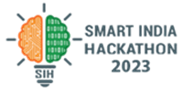 SMART INDIA
HACKATHON
2023
SIH